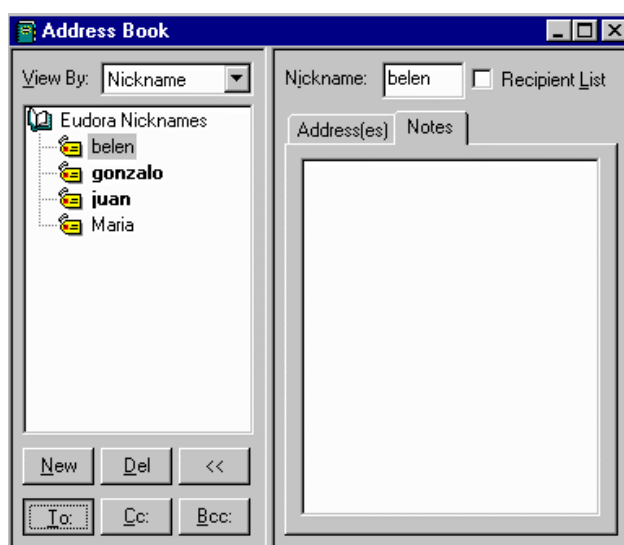 Address Book
View By: Nickname
Eudora Nicknames
belen
gonzalo
juan
Maria
New Del <<
To: Cc: Bcc:
Nickname: belen Recipient List
Address(es) Notes